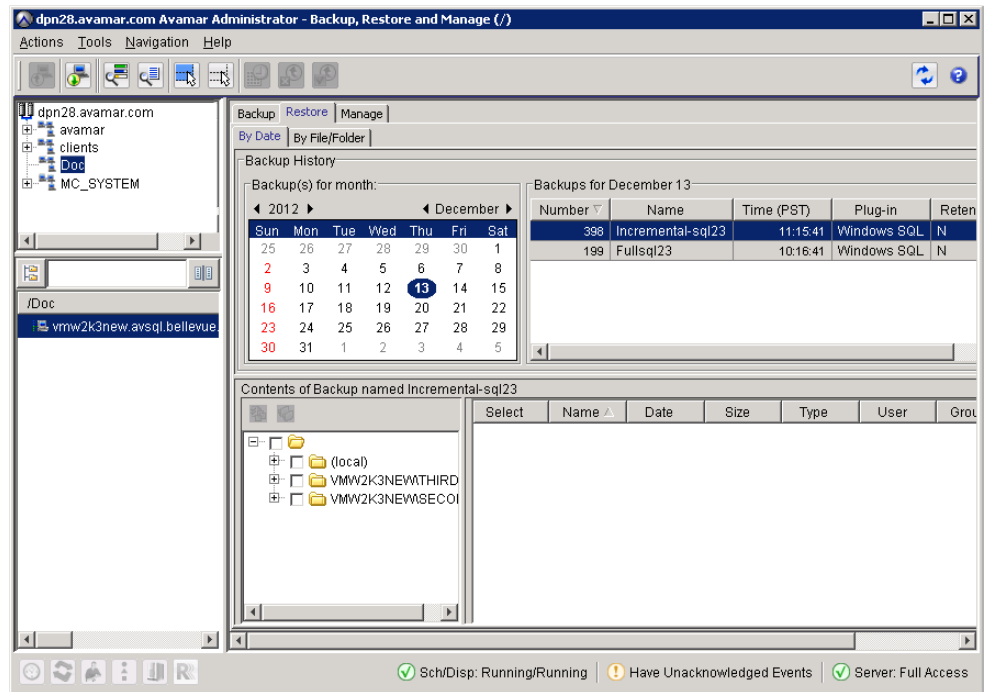 dpn28.avamar.com Avamar Administrator - Backup, Restore and Manage (/)
Actions Tools Navigation Help
dpn28.avamar.com
avamar
clients
Doc
MC_SYSTEM
/Doc
vmw2k3new.avsql.bellevue.
Backup Restore Manage
By Date By File/Folder
Backup History
Backup(s) for month:
2012 December
Sun Mon Tue Wed Thu Fri Sat
25 26 27 28 29 30 1
2 3 4 5 6 7 8
9 10 11 12 13 14 15
16 17 18 19 20 21 22
23 24 25 26 27 28 29
30 31 1 2 3 4 5
Backups for December 13
Number Name Time (PST) Plug-in Reten
398 Incremental-sql23 11:15:41 Windows SQL N
199 Fullsql23 10:16:41 Windows SQL N
Contents of Backup named Incremental-sql23
(local)
VMW2K3NEW\THIRD
VMW2K3NEW\SECO
Select Name Date Size Type User Grou
Sch/Disp: Running/Running Have Unacknowledged Events Server: Full Access